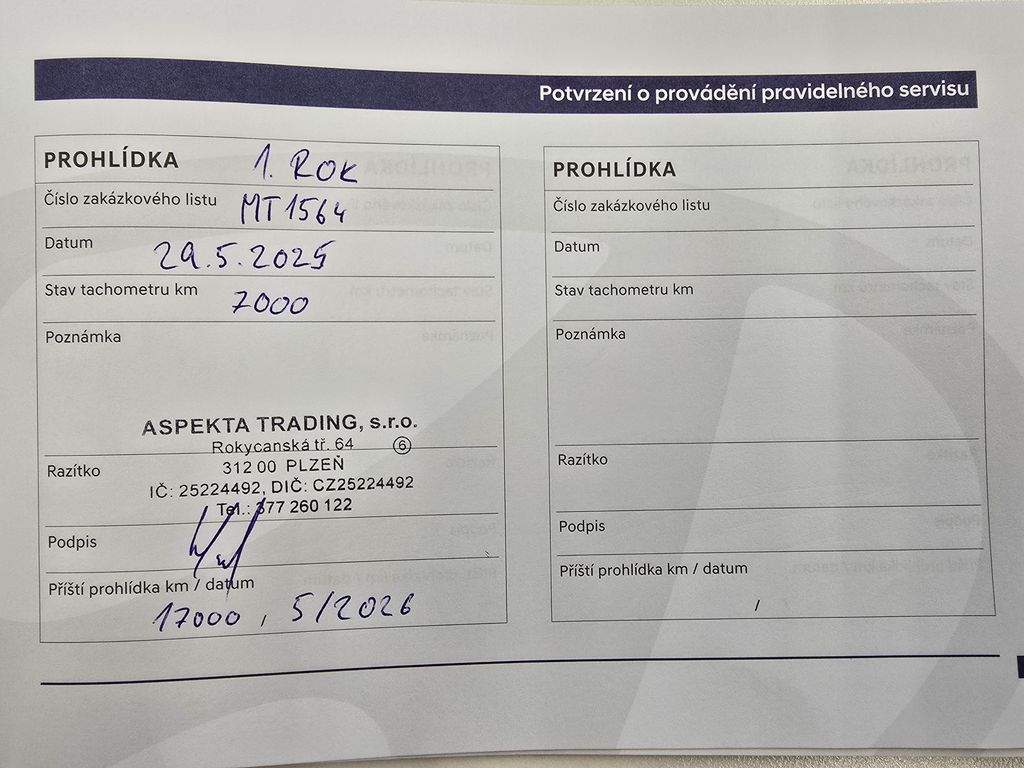 Potvrzení o provádění pravidelného servisu
PROHLÍDKA 1. ROK
Číslo zakázkového listu MT1564
Datum 29.5.2025
Stav tachometru km 7000
Poznámka
ASPEKTA TRADING, s.r.o.
Rokycanská tř. 64 6
312 00 PLZEŇ
Razítko
IČ: 25224492, DIČ: CZ25224492
Tel.: 377 260 122
Podpis
Příští prohlídka km / datum
17000 / 5/2026
PROHLÍDKA
Číslo zakázkového listu
Datum
Stav tachometru km
Poznámka
Razítko
Podpis
Příští prohlídka km / datum
/